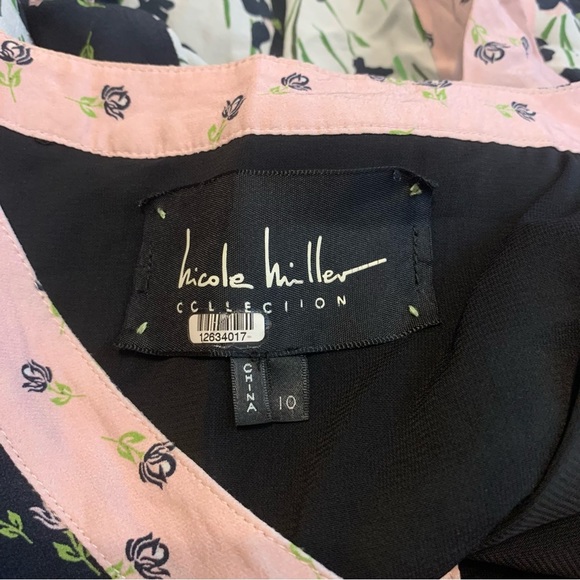 nicole miller
COLLECTION
12634017-
CHINA
10